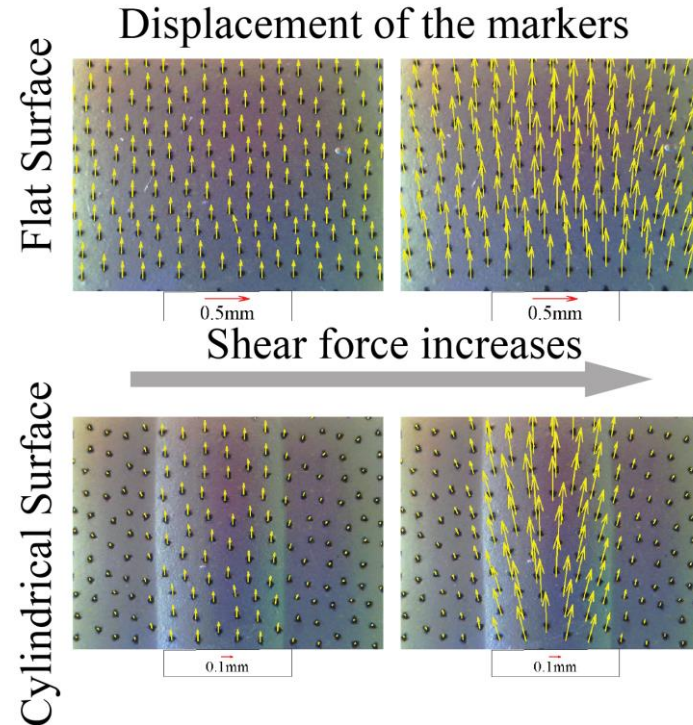 Displacement of the markers
Flat Surface
0.5mm
0.5mm
Shear force increases
Cylindrical Surface
0.1mm
0.1mm